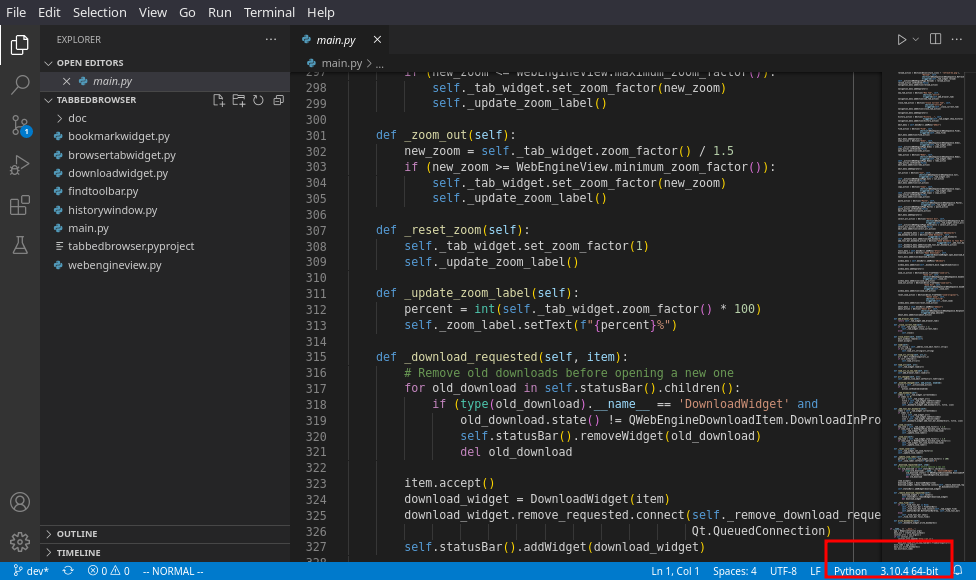 File Edit Selection View Go Run Terminal Help
EXPLORER
OPEN EDITORS
main.py
TABBEDBROWSER
doc
bookmarkwidget.py
browsertabwidget.py
downloadwidget.py
findtoolbar.py
historywindow.py
main.py
tabbedbrowser.pyproject
webengineview.py
OUTLINE
TIMELINE
1
main.py
main.py > ...
297 if (new_zoom <= WebEngineView.maximum_zoom_factor()):
298 self._tab_widget.set_zoom_factor(new_zoom)
299 self._update_zoom_label()
300
301 def _zoom_out(self):
302 new_zoom = self._tab_widget.zoom_factor() / 1.5
303 if (new_zoom >= WebEngineView.minimum_zoom_factor()):
304 self._tab_widget.set_zoom_factor(new_zoom)
305 self._update_zoom_label()
306
307 def _reset_zoom(self):
308 self._tab_widget.set_zoom_factor(1)
309 self._update_zoom_label()
310
311 def _update_zoom_label(self):
312 percent = int(self._tab_widget.zoom_factor() * 100)
313 self._zoom_label.setText(f"{percent}%")
314
315 def _download_requested(self, item):
316 # Remove old downloads before opening a new one
317 for old_download in self.statusBar().children():
318 if (type(old_download).__name__ == 'DownloadWidget' and
319 old_download.state() != QWebEngineDownloadItem.DownloadInPro
320 self.statusBar().removeWidget(old_download)
321 del old_download
322
323 item.accept()
324 download_widget = DownloadWidget(item)
325 download_widget.remove_requested.connect(self._remove_download_reque
326 Qt.QueuedConnection)
327 self.statusBar().addWidget(download_widget)
328
dev* 0 0 -- NORMAL -- Ln 1, Col 1 Spaces: 4 UTF-8 LF Python 3.10.4 64-bit